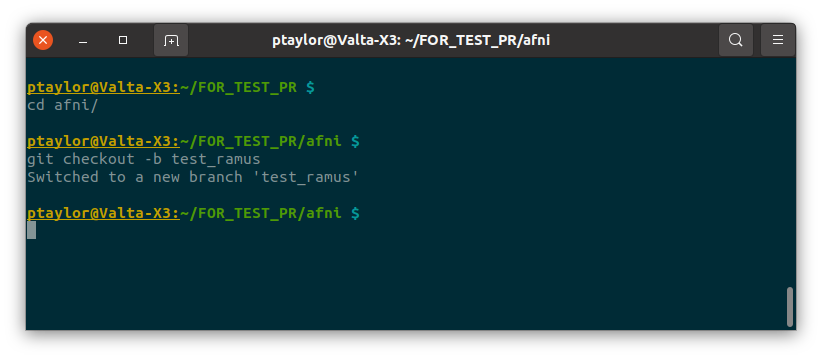 ptaylor@Valta-X3: ~/FOR_TEST_PR/afni
ptaylor@Valta-X3:~/FOR_TEST_PR $
cd afni/
ptaylor@Valta-X3:~/FOR_TEST_PR/afni $
git checkout -b test_ramus
Switched to a new branch 'test_ramus'
ptaylor@Valta-X3:~/FOR_TEST_PR/afni $